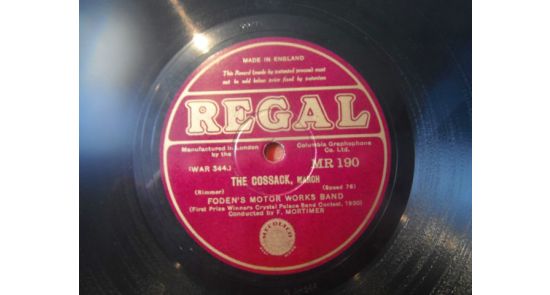 MADE IN ENGLAND
This Record (made by patented process) must
not be sold below price fixed by patentees
REGAL
Manufactured in London by the
Columbia Graphophone Co. Ltd.
(WAR 344.)
MR 190
THE COSSACK, MARCH
(Rimmer)
(Speed 78)
FODEN'S MOTOR WORKS BAND
(First Prize Winners Crystal Palace Band Contest, 1930)
Conducted by F. MORTIMER